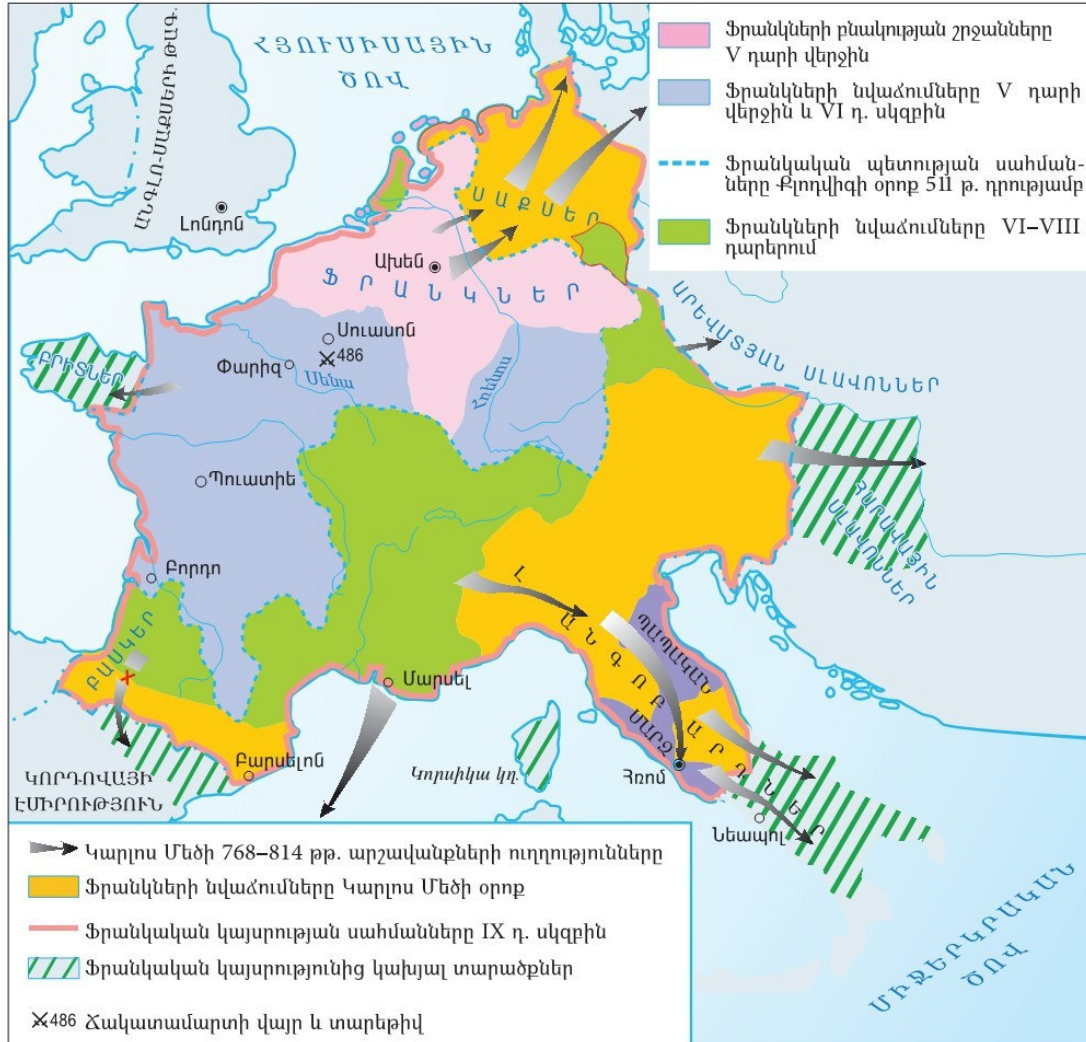 ՀՅՈՒՍԻՍԱՅԻՆ
ԾՈՎ
ԱՆԳԼՈ-ՍԱՔՍԵՐԻ ԹԱԳ.
Լոնդոն
Ֆրանկների բնակության շրջանները
V դարի վերջին
Ֆրանկների նվաճումները V դարի
վերջին և VI դ. սկզբին
Ֆրանկական պետության սահման-
ները Քլոդվիգի օրոք 511 թ. դրությամբ
Ֆրանկների նվաճումները VI–VIII
դարերում
ՍԱՔՍԵՐ
Ախեն
ՖՐԱՆԿՆԵՐ
ԱՐԵՎՄՏՅԱՆ ՍԼԱՎՈՆՆԵՐ
Սուասոն
486
ԲՐԻՏՆԵՐ
Փարիզ
Սենա
Հռենոս
Պուատիե
ՀԱՐԱՎԱՅԻՆ
ՍԼԱՎՈՆՆԵՐ
Բորդո
ԼԱՆԳՈԲԱՐԴՆԵՐ
ՊԱՊԱԿԱՆ
ՄԱՐԶ
ԲԱՍԿԵՐ
Մարսել
Բարսելոն
Կորսիկա կղ.
Հռոմ
ԿՈՐԴՈՎԱՅԻ
ԷՄԻՐՈՒԹՅՈՒՆ
Նեապոլ
ՄԻՋԵՐԿՐԱԿԱՆ
ԾՈՎ
Կարլոս Մեծի 768–814 թթ. արշավանքների ուղղությունները
Ֆրանկների նվաճումները Կարլոս Մեծի օրոք
Ֆրանկական կայսրության սահմանները IX դ. սկզբին
Ֆրանկական կայսրությունից կախյալ տարածքներ
486 Ճակատամարտի վայր և տարեթիվ